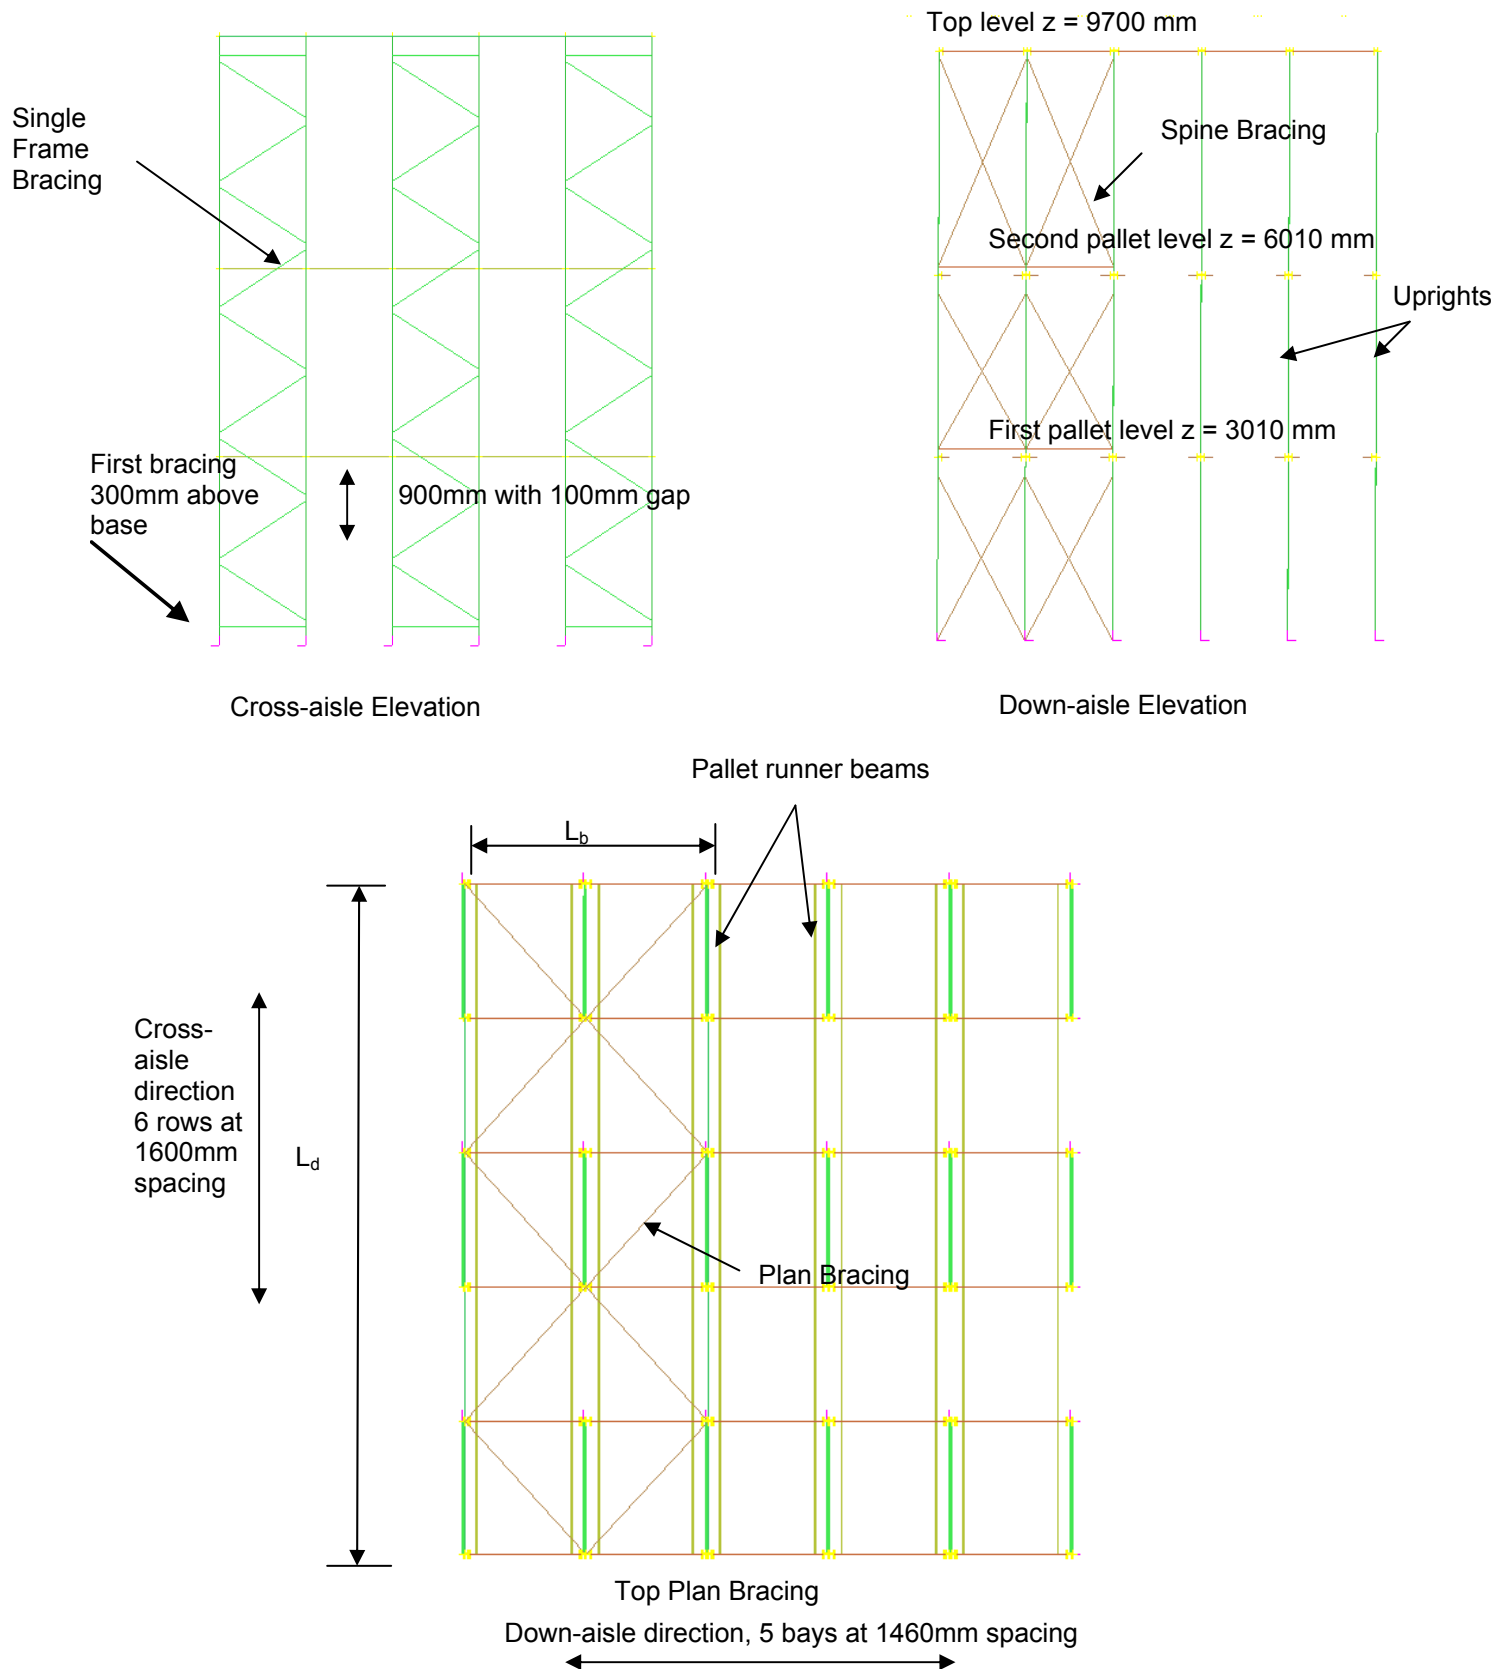 Top level z = 9700 mm
Single
Frame
Bracing
Spine Bracing
Second pallet level z = 6010 mm
Uprights
First pallet level z = 3010 mm
First bracing
300mm above
base
900mm with 100mm gap
Cross-aisle Elevation
Down-aisle Elevation
Pallet runner beams
Lb
Cross-
aisle
direction
6 rows at
1600mm
spacing
Ld
Plan Bracing
Top Plan Bracing
Down-aisle direction, 5 bays at 1460mm spacing